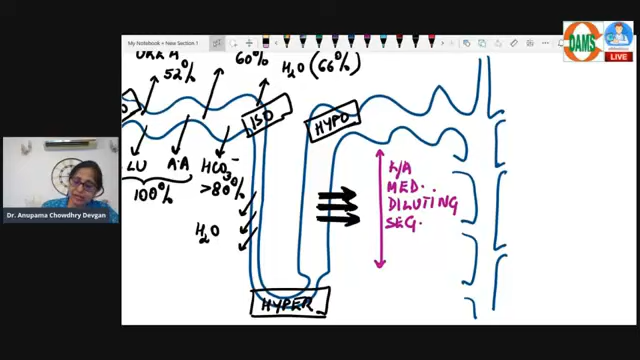 My Notebook > New Section 1
DAMS
LIVE
UREA
52%
60%
H2O (66%)
ISO
HYPO
LU
A·A
HCO3-
100%
>80%
H2O
HYPER
MED.
DILUTING
SEG.
Dr. Anupama Chowdhry Devgan